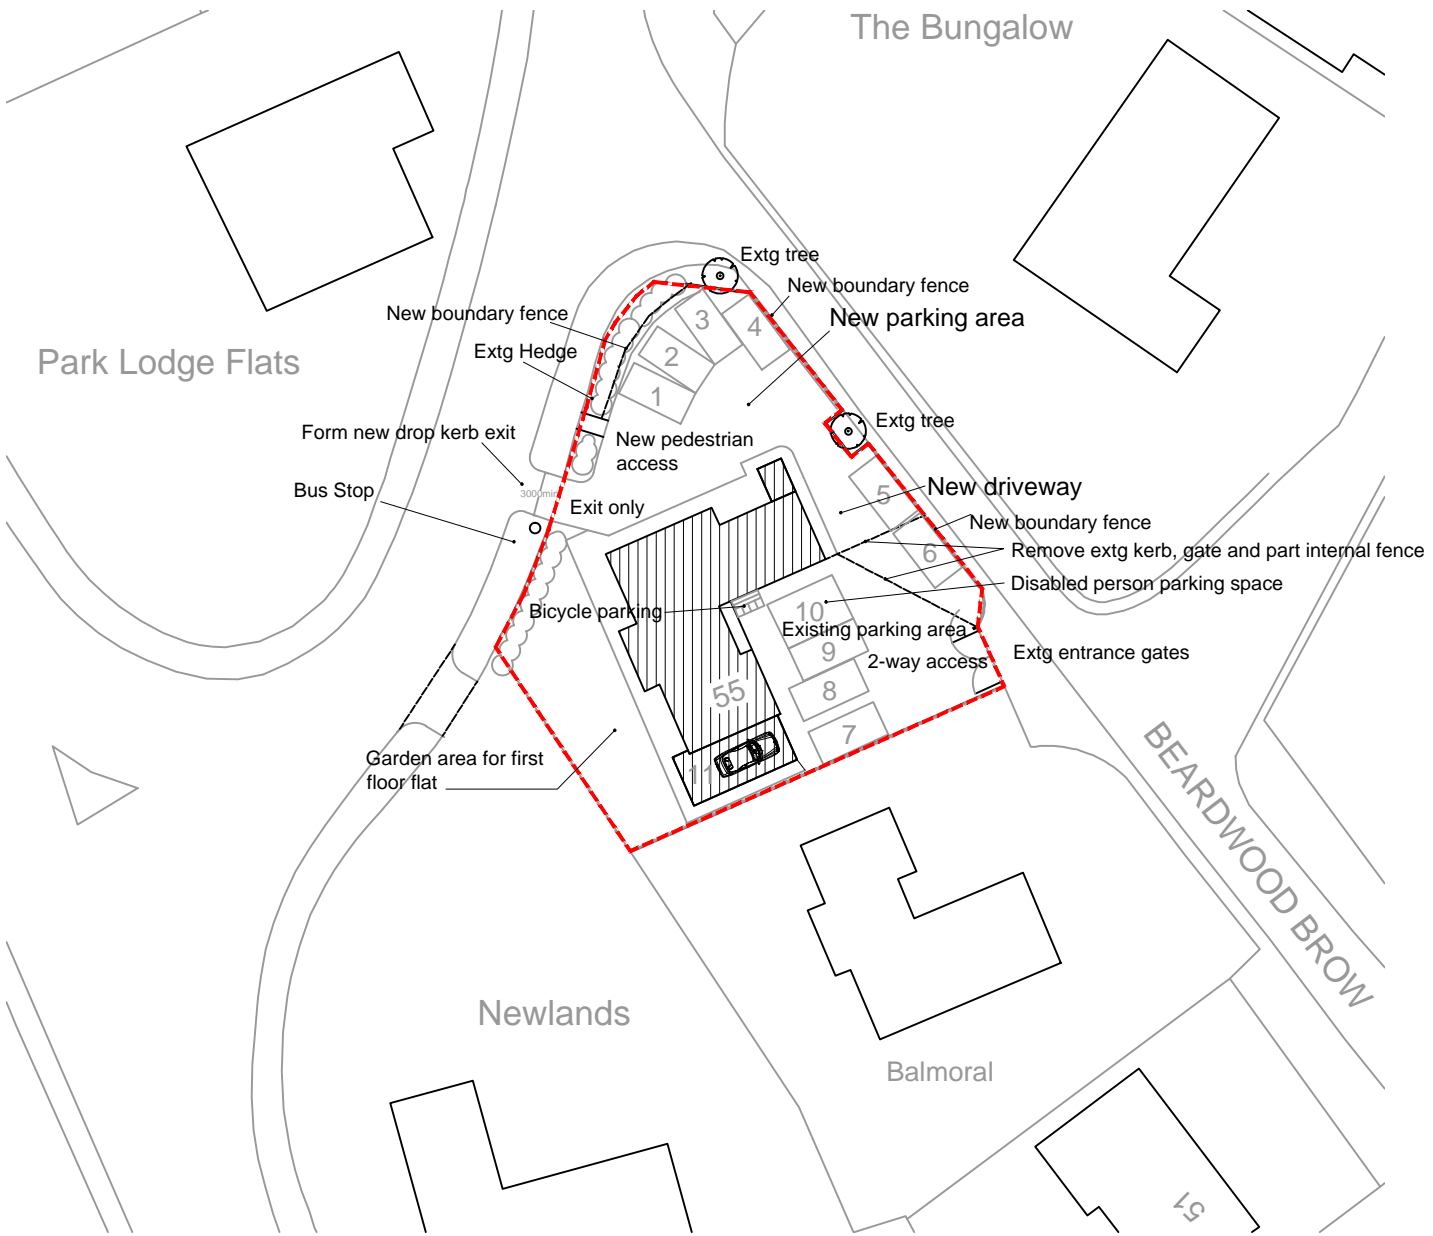 The Bungalow
Extg tree
New boundary fence
New boundary fence
New parking area
3
4
Extg Hedge
2
Park Lodge Flats
1
Extg tree
Form new drop kerb exit
New pedestrian
access
Bus Stop
3000min
Exit only
5
New driveway
New boundary fence
6
Remove extg kerb, gate and part internal fence
Disabled person parking space
Bicycle parking
10
Existing parking area
9
2-way access
Extg entrance gates
55
8
7
Garden area for first
floor flat
11
BEARDWOOD BROW
Newlands
Balmoral
51